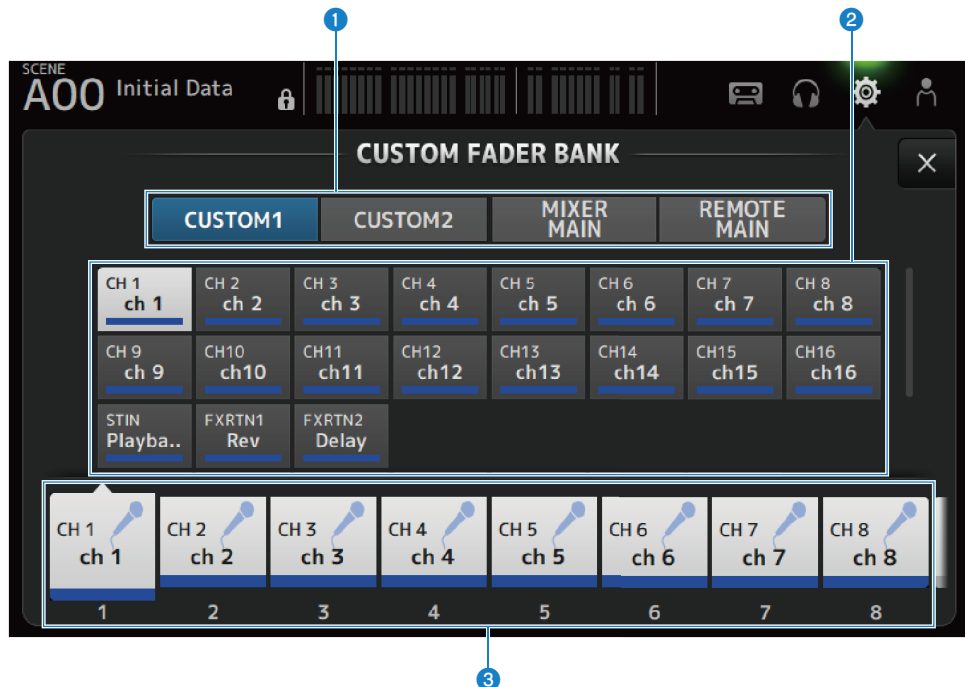 1 2
SCENE
A00 Initial Data
CUSTOM FADER BANK
CUSTOM1 CUSTOM2 MIXER MAIN REMOTE MAIN
CH 1 CH 2 CH 3 CH 4 CH 5 CH 6 CH 7 CH 8
ch 1 ch 2 ch 3 ch 4 ch 5 ch 6 ch 7 ch 8
CH 9 CH10 CH11 CH12 CH13 CH14 CH15 CH16
ch 9 ch10 ch11 ch12 ch13 ch14 ch15 ch16
STIN FXRTN1 FXRTN2
Playba.. Rev Delay
CH 1 CH 2 CH 3 CH 4 CH 5 CH 6 CH 7 CH 8
ch 1 ch 2 ch 3 ch 4 ch 5 ch 6 ch 7 ch 8
1 2 3 4 5 6 7 8
3